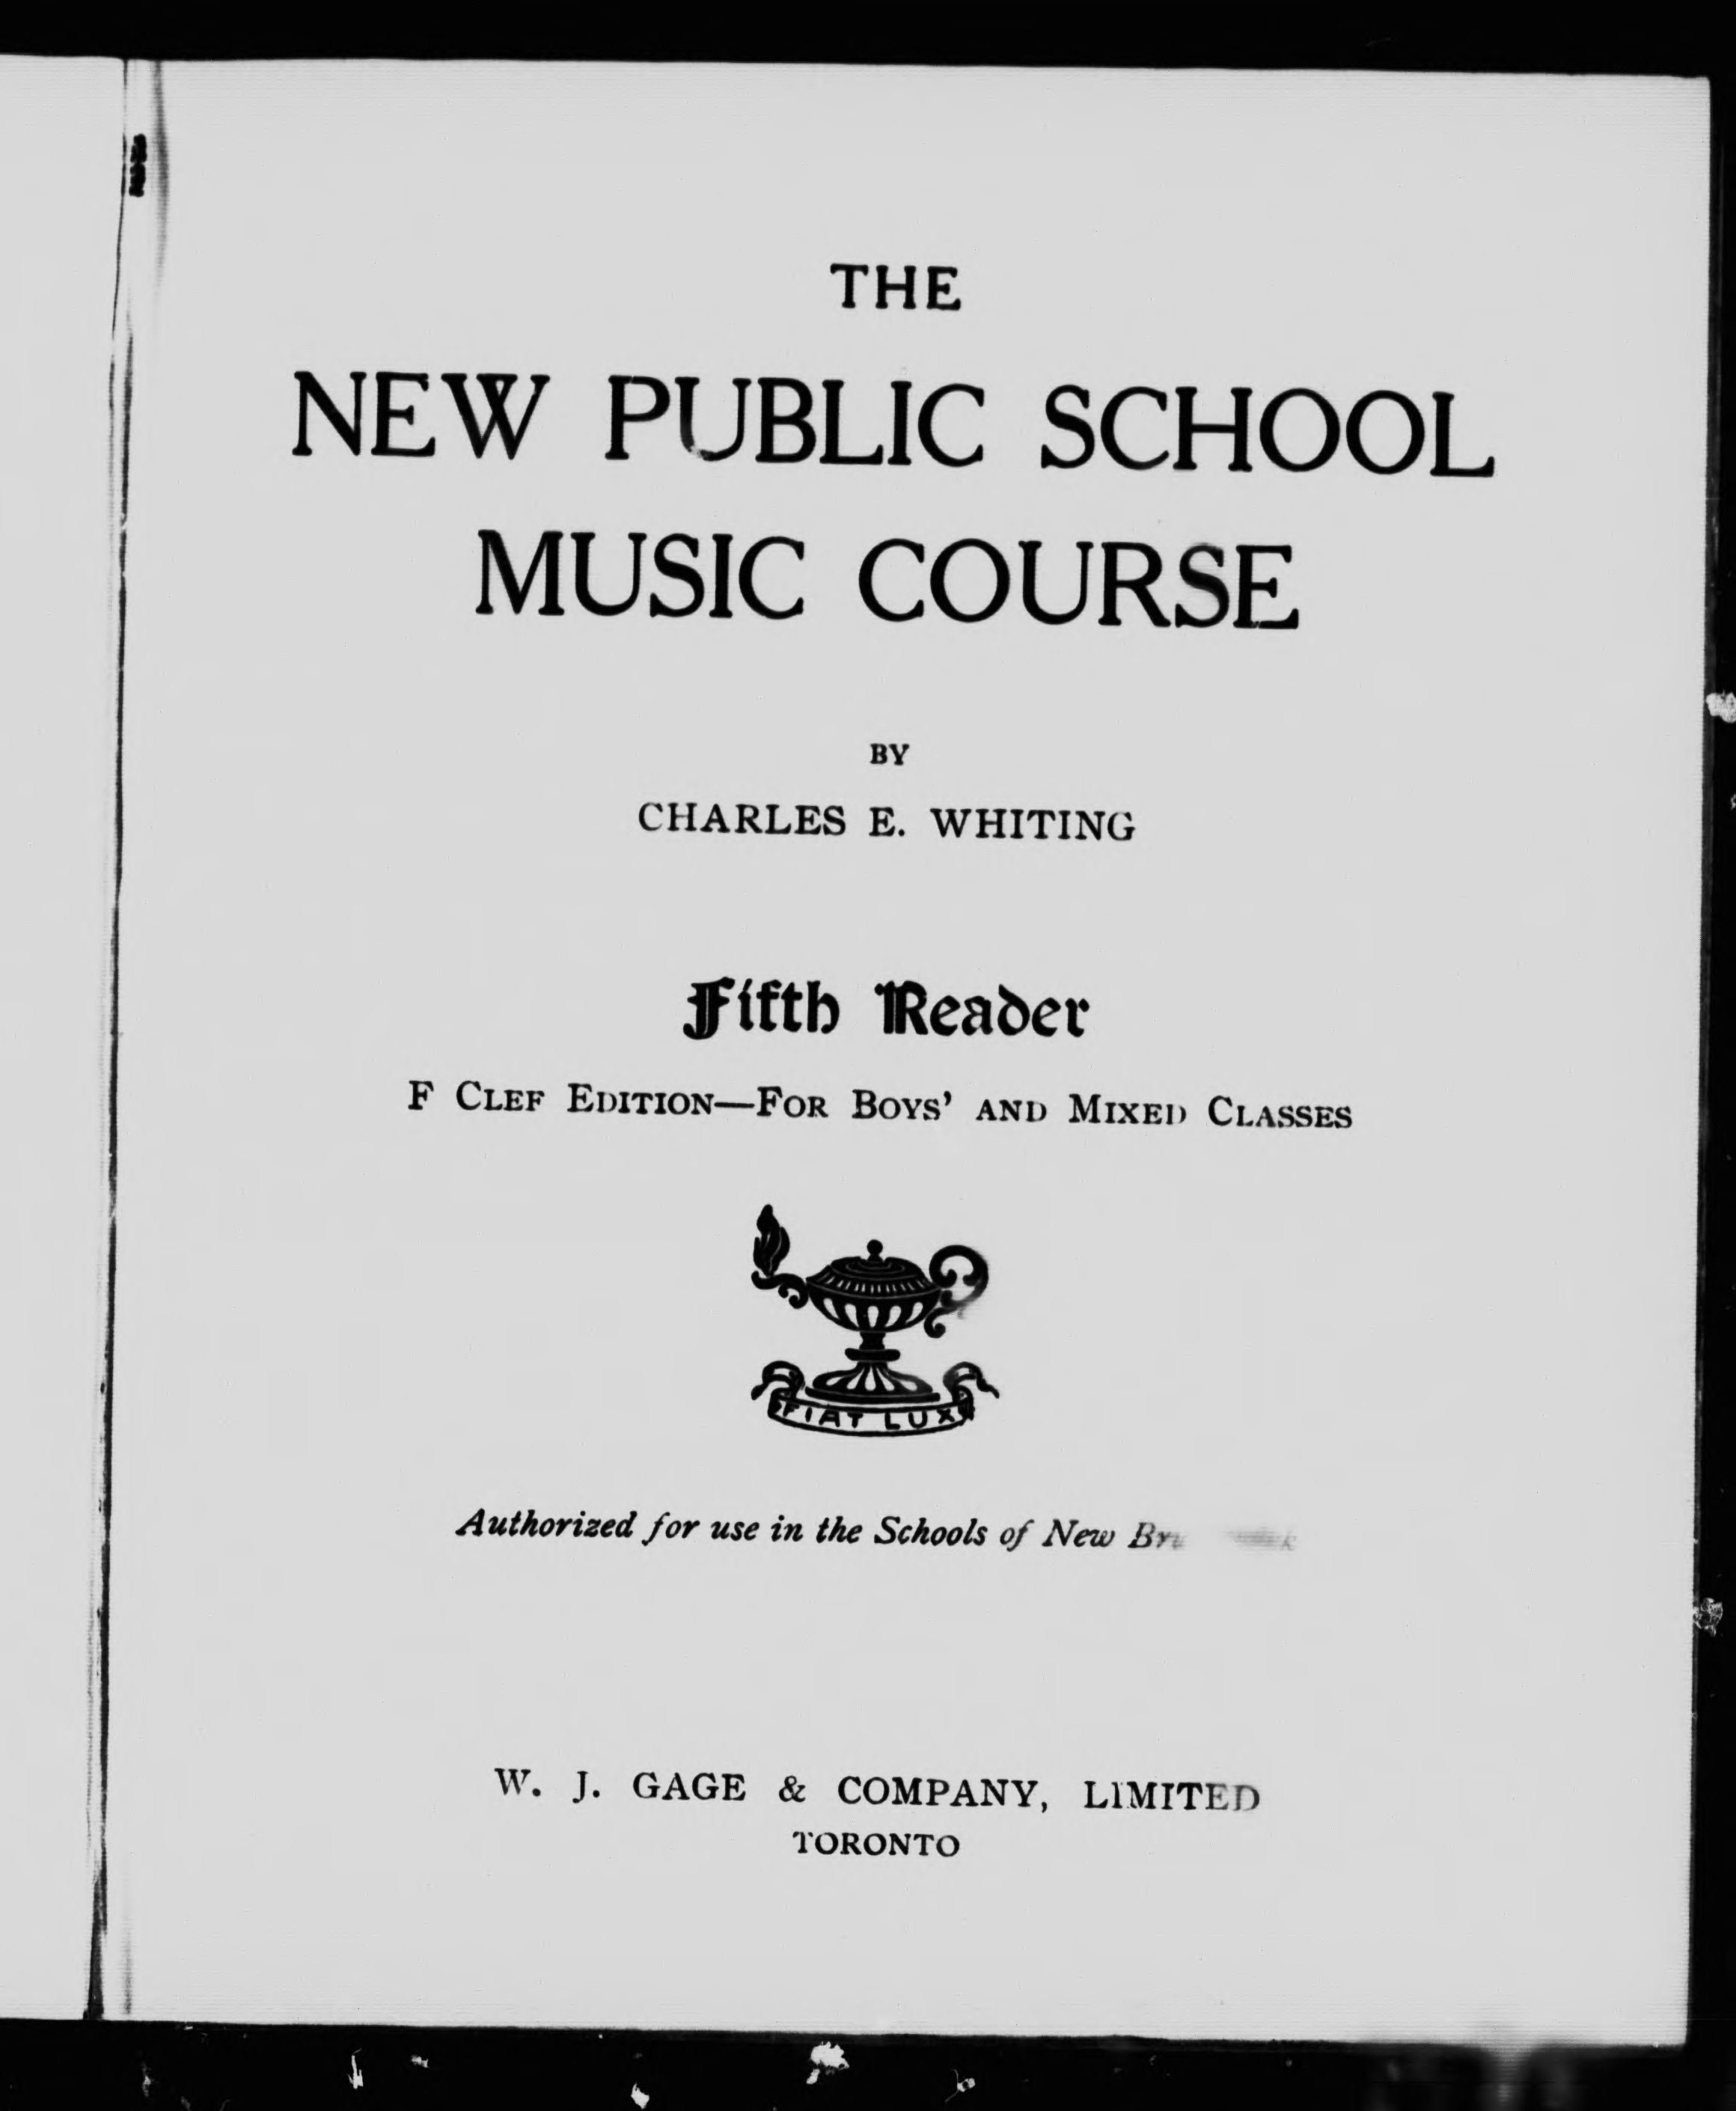 THE
NEW PUBLIC SCHOOL
MUSIC COURSE
BY
CHARLES E. WHITING
Fifth Reader
F CLEF EDITION—FOR BOYS' AND MIXED CLASSES
FIAT LUX
Authorized for use in the Schools of New
W. J. GAGE & COMPANY, LIMITED
TORONTO